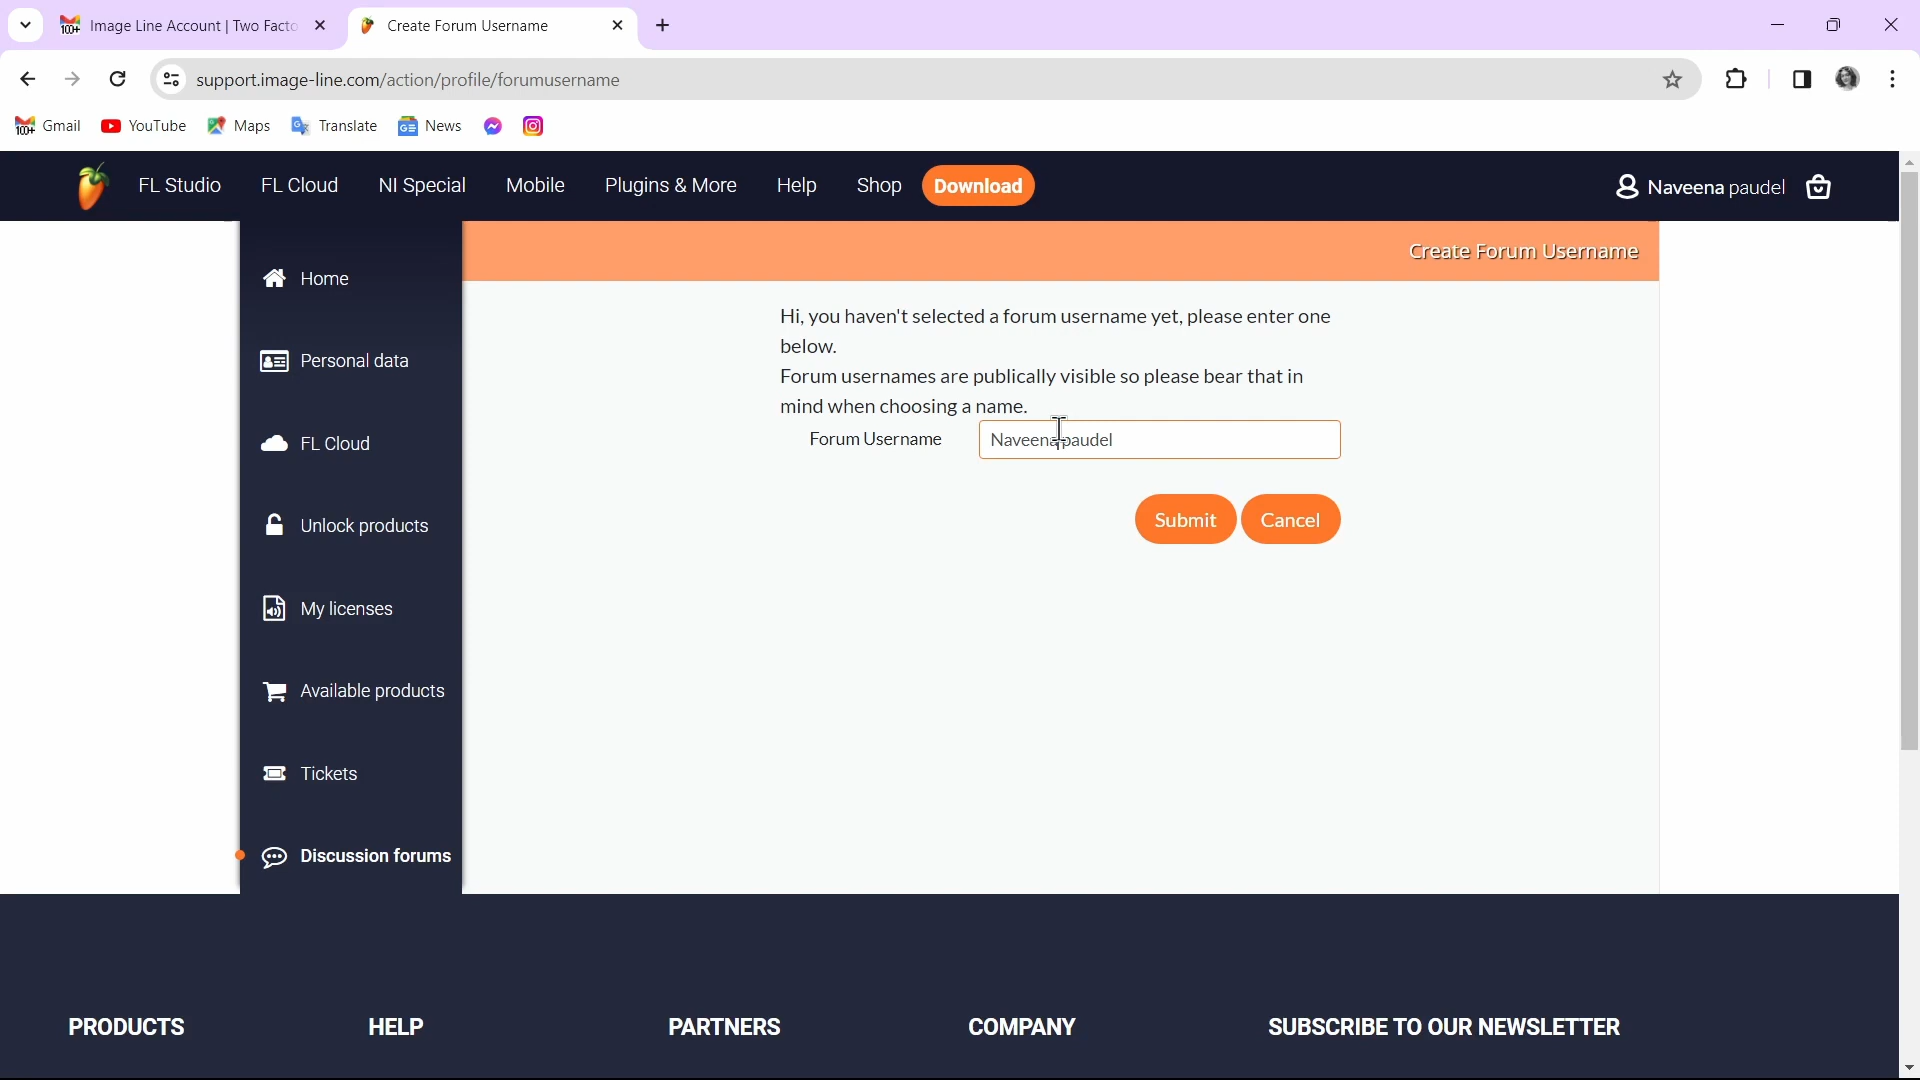 Image Line Account | Two Facto
Create Forum Username
support.image-line.com/action/profile/forumusername
100+ Gmail
YouTube
Maps
Translate
News
FL Studio
FL Cloud
NI Special
Mobile
Plugins & More
Help
Shop
Download
Naveena paudel
Create Forum Username
Home
Personal data
FL Cloud
Unlock products
My licenses
Available products
Tickets
Discussion forums
Hi, you haven't selected a forum username yet, please enter one
below.
Forum usernames are publically visible so please bear that in
mind when choosing a name.
Forum Username
Naveena paudel
Submit
Cancel
PRODUCTS
HELP
PARTNERS
COMPANY
SUBSCRIBE TO OUR NEWSLETTER